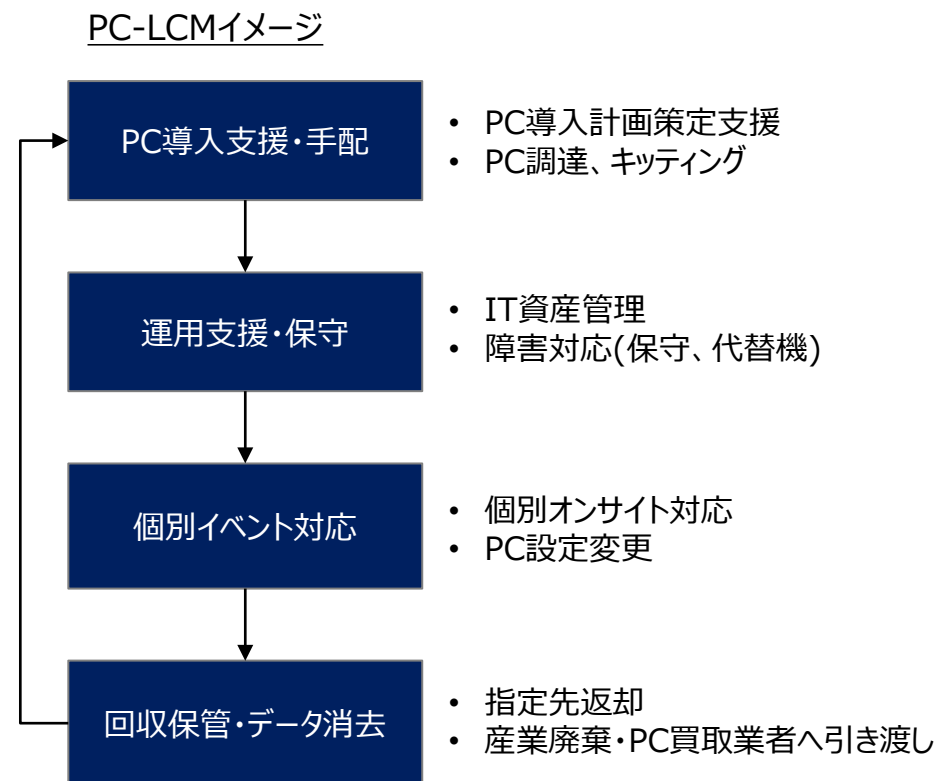 PC-LCMイメージ
PC導入支援・手配
• PC導入計画策定支援
• PC調達、キッティング
運用支援・保守
• IT資産管理
• 障害対応(保守、代替機)
個別イベント対応
• 個別オンサイト対応
• PC設定変更
回収保管・データ消去
• 指定先返却
• 産業廃棄・PC買取業者へ引き渡し